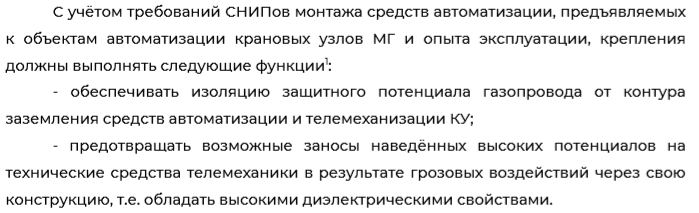 С учётом требований СНИПов монтажа средств автоматизации, предъявляемых
к объектам автоматизации крановых узлов МГ и опыта эксплуатации, крепления
должны выполнять следующие функции¹:
- обеспечивать изоляцию защитного потенциала газопровода от контура
заземления средств автоматизации и телемеханизации КУ;
- предотвращать возможные заносы наведённых высоких потенциалов на
технические средства телемеханики в результате грозовых воздействий через свою
конструкцию, т.е. обладать высокими диэлектрическими свойствами.